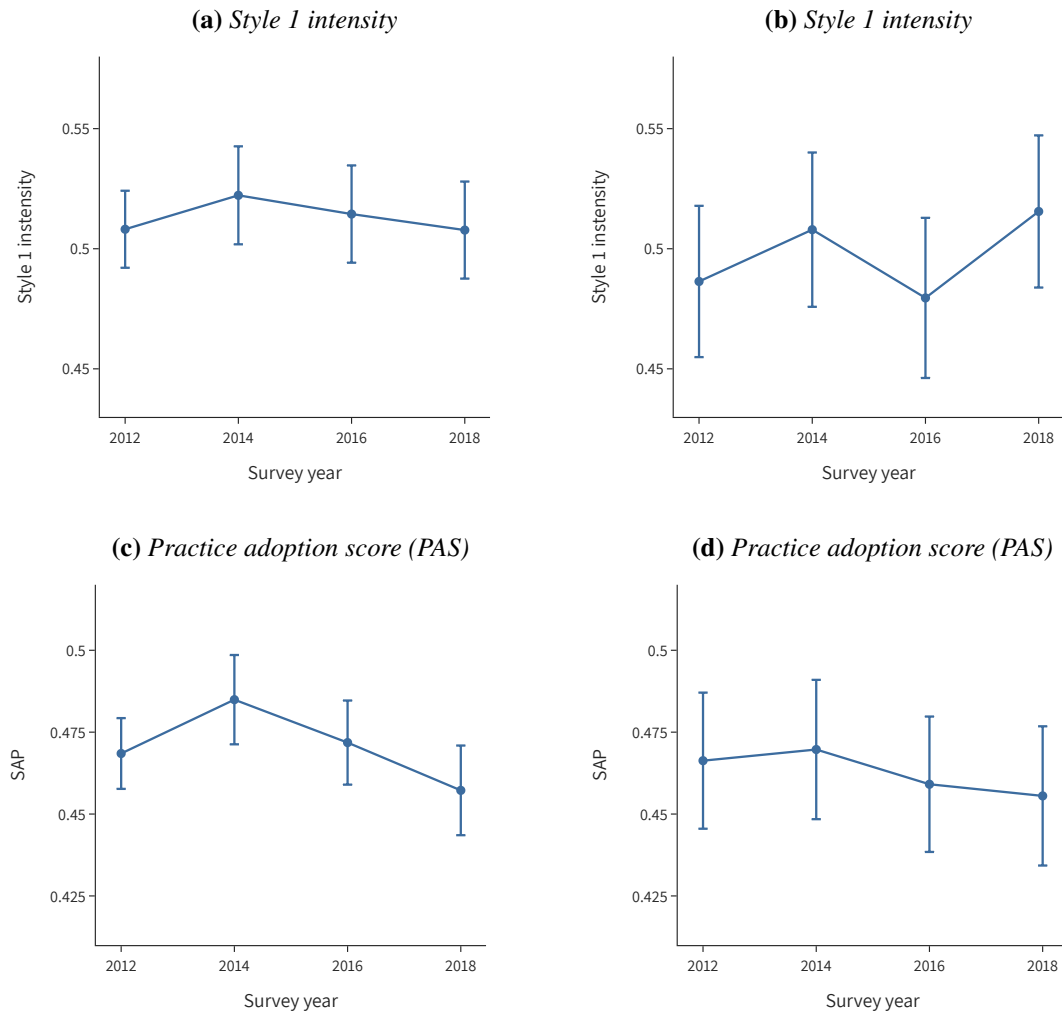 (a) Style 1 intensity
Style 1 instensity
0.55
0.5
0.45
2012 2014 2016 2018
Survey year
(b) Style 1 intensity
Style 1 instensity
0.55
0.5
0.45
2012 2014 2016 2018
Survey year
(c) Practice adoption score (PAS)
SAP
0.5
0.475
0.45
0.425
2012 2014 2016 2018
Survey year
(d) Practice adoption score (PAS)
SAP
0.5
0.475
0.45
0.425
2012 2014 2016 2018
Survey year